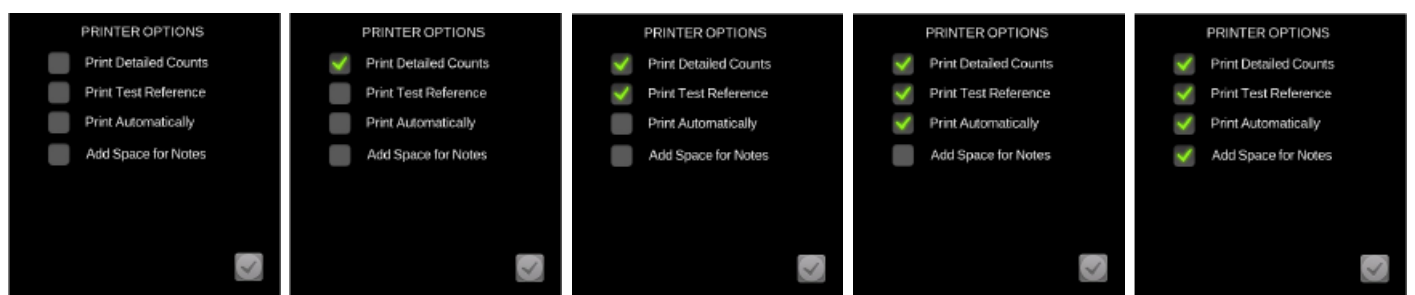 PRINTER OPTIONS
Print Detailed Counts
Print Test Reference
Print Automatically
Add Space for Notes
PRINTER OPTIONS
Print Detailed Counts
Print Test Reference
Print Automatically
Add Space for Notes
PRINTER OPTIONS
Print Detailed Counts
Print Test Reference
Print Automatically
Add Space for Notes
PRINTER OPTIONS
Print Detailed Counts
Print Test Reference
Print Automatically
Add Space for Notes
PRINTER OPTIONS
Print Detailed Counts
Print Test Reference
Print Automatically
Add Space for Notes